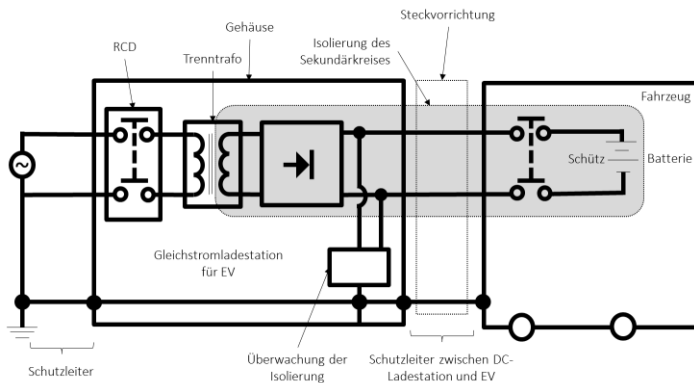 Steckvorrichtung
Gehäuse
Isolierung des
Sekundärkreises
RCD
Trenntrafo
Fahrzeug
Schütz
Batterie
Gleichstromladestation
für EV
Schutzleiter
Überwachung der
Isolierung
Schutzleiter zwischen DC-
Ladestation und EV